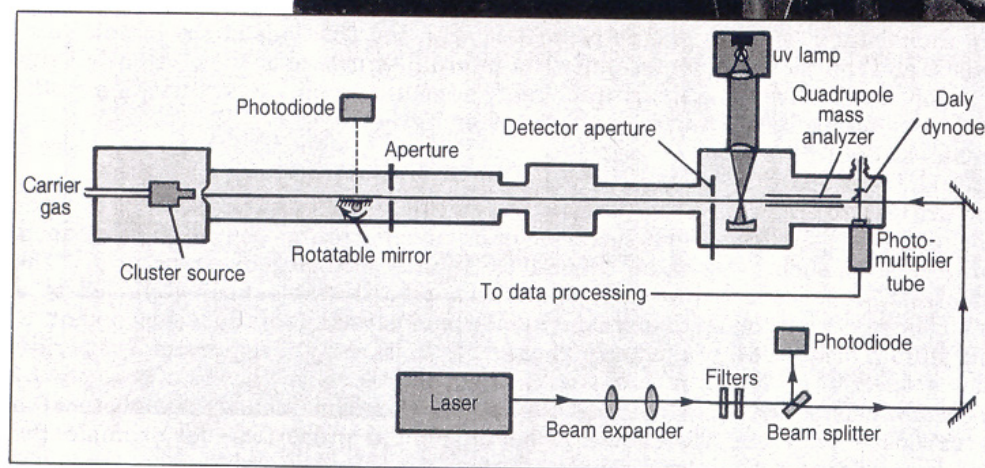 uv lamp
Quadrupole
mass
analyzer
Daly
dynode
Photodiode
Detector aperture
Aperture
Carrier
gas
Cluster source
Rotatable mirror
Photo-
multiplier
tube
To data processing
Photodiode
Laser
Filters
Beam expander
Beam splitter